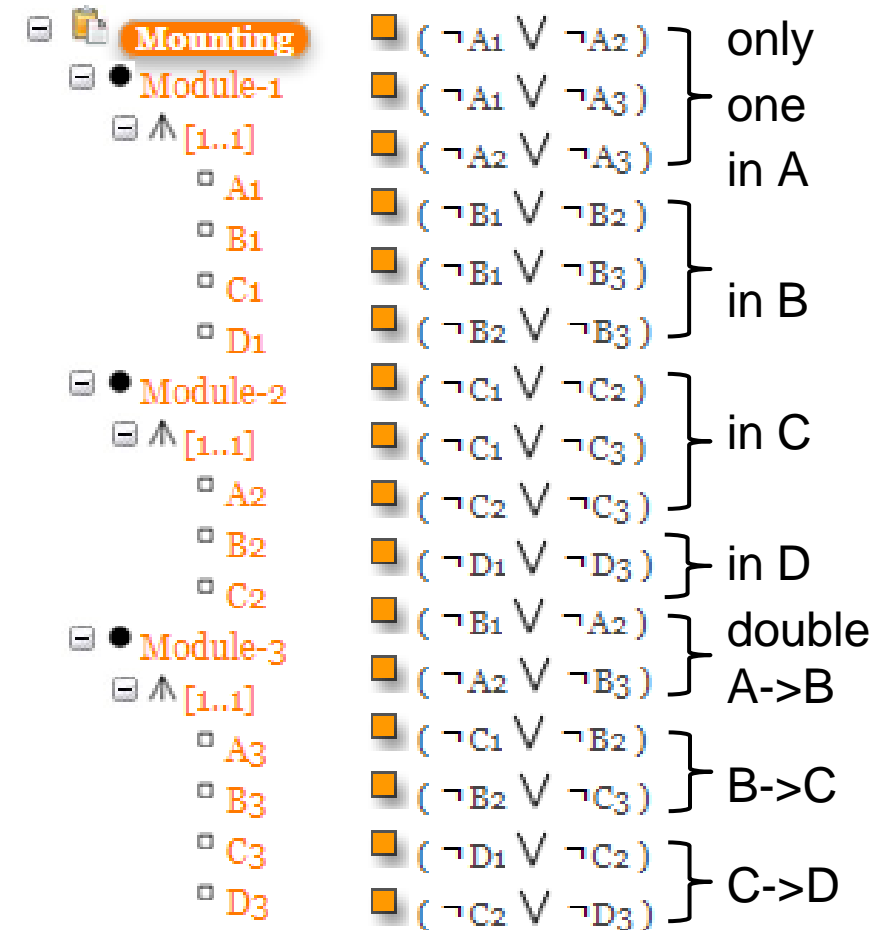 Mounting
Module-1
[1..1]
A1
B1
C1
D1
Module-2
[1..1]
A2
B2
C2
Module-3
[1..1]
A3
B3
C3
D3
( ¬A1 ∨ ¬A2 )
( ¬A1 ∨ ¬A3 )
( ¬A2 ∨ ¬A3 )
( ¬B1 ∨ ¬B2 )
( ¬B1 ∨ ¬B3 )
( ¬B2 ∨ ¬B3 )
( ¬C1 ∨ ¬C2 )
( ¬C1 ∨ ¬C3 )
( ¬C2 ∨ ¬C3 )
( ¬D1 ∨ ¬D3 )
( ¬B1 ∨ ¬A2 )
( ¬A2 ∨ ¬B3 )
( ¬C1 ∨ ¬B2 )
( ¬B2 ∨ ¬C3 )
( ¬D1 ∨ ¬C2 )
( ¬C2 ∨ ¬D3 )
only
one
in A
in B
in C
in D
double
A->B
B->C
C->D